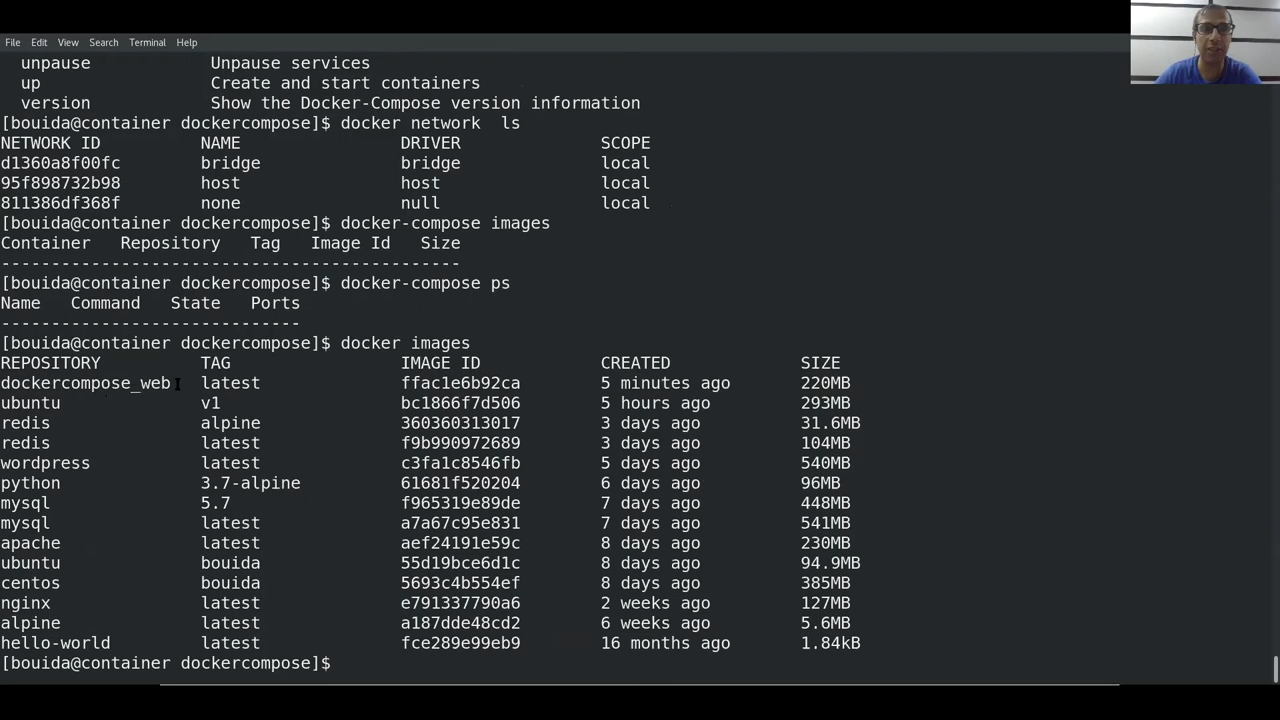 File Edit View Search Terminal Help
unpause Unpause services
up Create and start containers
version Show the Docker-Compose version information
[bouida@container dockercompose]$ docker network  ls
NETWORK ID NAME DRIVER SCOPE
d1360a8f00fc bridge bridge local
95f898732b98 host host local
811386df368f none null local
[bouida@container dockercompose]$ docker-compose images
Container Repository Tag Image Id Size
----------------------------------------------
[bouida@container dockercompose]$ docker-compose ps
Name Command State Ports
------------------------------
[bouida@container dockercompose]$ docker images
REPOSITORY TAG IMAGE ID CREATED SIZE
dockercompose_web latest ffac1e6b92ca 5 minutes ago 220MB
ubuntu v1 bc1866f7d506 5 hours ago 293MB
redis alpine 360360313017 3 days ago 31.6MB
redis latest f9b990972689 3 days ago 104MB
wordpress latest c3fa1c8546fb 5 days ago 540MB
python 3.7-alpine 61681f520204 6 days ago 96MB
mysql 5.7 f965319e89de 7 days ago 448MB
mysql latest a7a67c95e831 7 days ago 541MB
apache latest aef24191e59c 8 days ago 230MB
ubuntu bouida 55d19bce6d1c 8 days ago 94.9MB
centos bouida 5693c4b554ef 8 days ago 385MB
nginx latest e791337790a6 2 weeks ago 127MB
alpine latest a187dde48cd2 6 weeks ago 5.6MB
hello-world latest fce289e99eb9 16 months ago 1.84kB
[bouida@container dockercompose]$